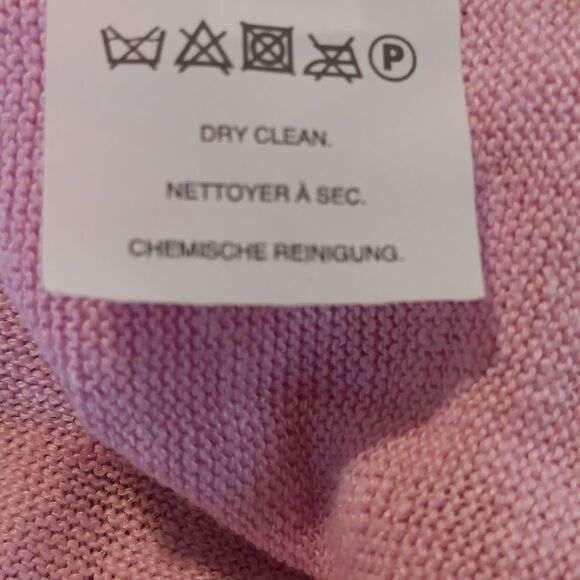 P
DRY CLEAN.
NETTOYER À SEC.
CHEMISCHE REINIGUNG.